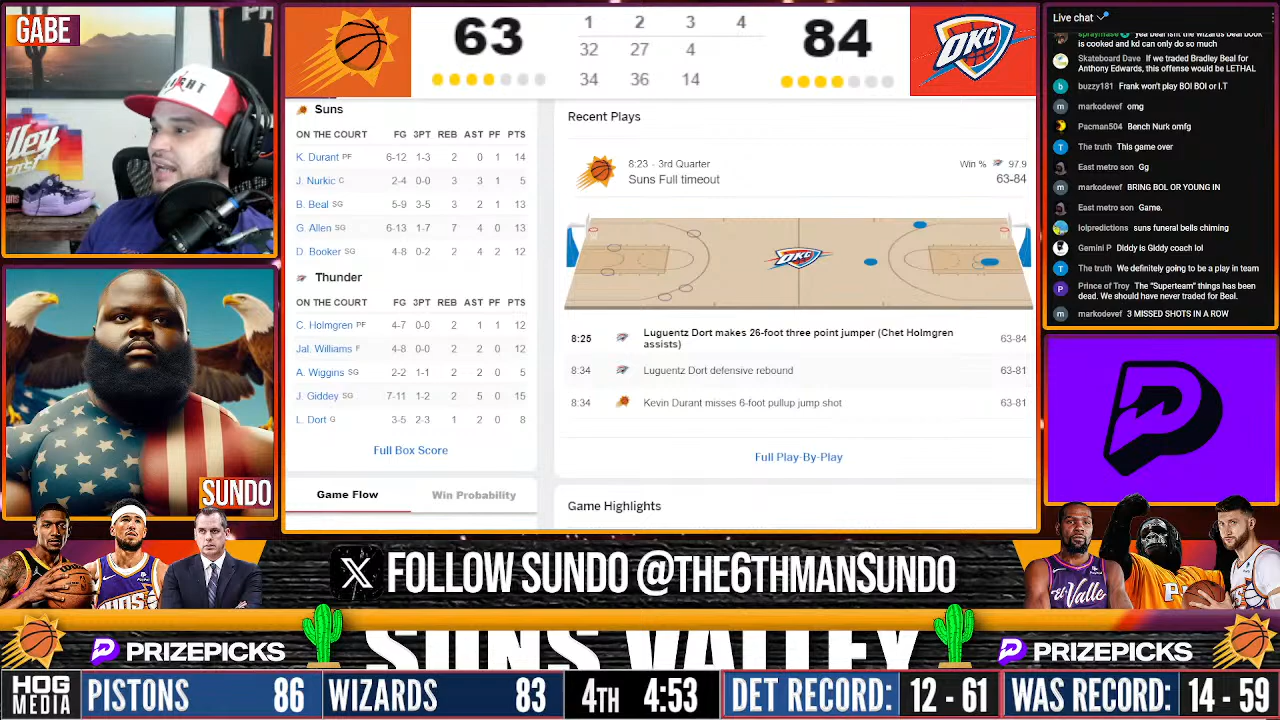 GABE
63
1 2 3 4
32 27 4
34 36 14
84
OKC
Suns
ON THE COURT FG 3PT REB AST PF PTS
K. Durant PF 6-12 1-3 2 0 1 14
J. Nurkic C 2-4 0-0 3 3 1 5
B. Beal SG 5-9 3-5 3 2 1 13
G. Allen SG 6-13 1-7 7 4 0 13
D. Booker SG 4-8 0-2 2 4 2 12
Thunder
ON THE COURT FG 3PT REB AST PF PTS
C. Holmgren PF 4-7 0-0 2 1 1 12
Jal. Williams F 4-8 0-0 2 2 0 12
A. Wiggins SG 2-2 1-1 2 2 0 5
J. Giddey SG 7-11 1-2 2 5 0 15
L. Dort G 3-5 2-3 1 2 0 8
Full Box Score
Game Flow
Win Probability
Recent Plays
8:23 - 3rd Quarter
Suns Full timeout
Win % 97.9
63-84
OKC
8:25 Luguentz Dort makes 26-foot three point jumper (Chet Holmgren
assists) 63-84
8:34 Luguentz Dort defensive rebound 63-81
8:34 Kevin Durant misses 6-foot pullup jump shot 63-81
Full Play-By-Play
Game Highlights
Live chat
is cooked and kd can only do so much
Skateboard Dave If we traded Bradley Beal for
Anthony Edwards, this offense would be LETHAL
buzzy181 Frank won't play BOI BOI or I.T
markodevef omg
Pacman504 Bench Nurk omfg
The truth This game over
East metro son Gg
markodevef BRING BOL OR YOUNG IN
East metro son Game.
lolpredictions suns funeral bells chiming
Gemini P Diddy is Giddy coach lol
The truth We definitely going to be a play in team
Prince of Troy The "Superteam" things has been
dead. We should have never traded for Beal.
markodevef 3 MISSED SHOTS IN A ROW
SUNDO
X FOLLOW SUNDO @THE6THMANSUNDO
PRIZEPICKS
SUNS VALLEY
PRIZEPICKS
HOG
MEDIA
PISTONS 86
WIZARDS 83
4TH 4:53
DET RECORD: 12 - 61
WAS RECORD: 14 - 59